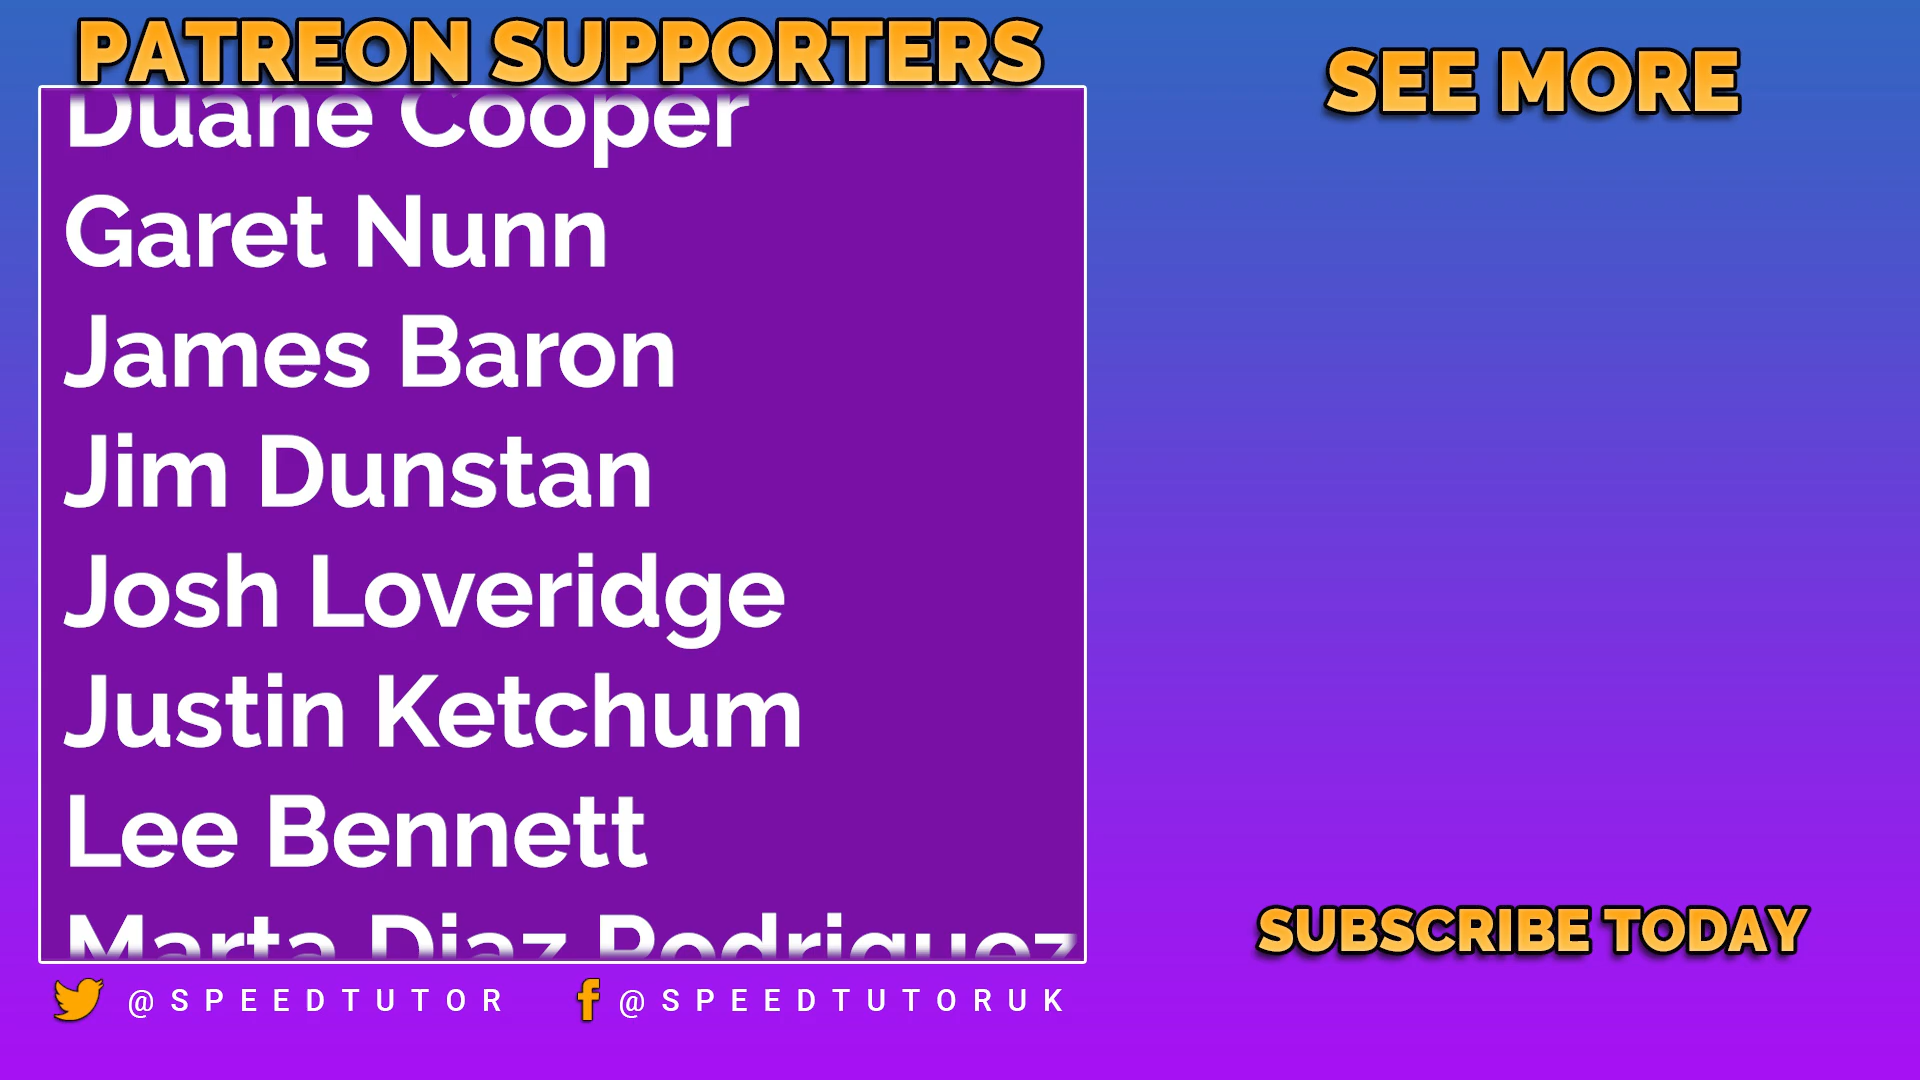 PATREON SUPPORTERS
Duane Cooper
Garet Nunn
James Baron
Jim Dunstan
Josh Loveridge
Justin Ketchum
Lee Bennett
Marta Diaz Rodriguez
@SPEEDTUTOR
@SPEEDTUTORUK
SEE MORE
SUBSCRIBE TODAY